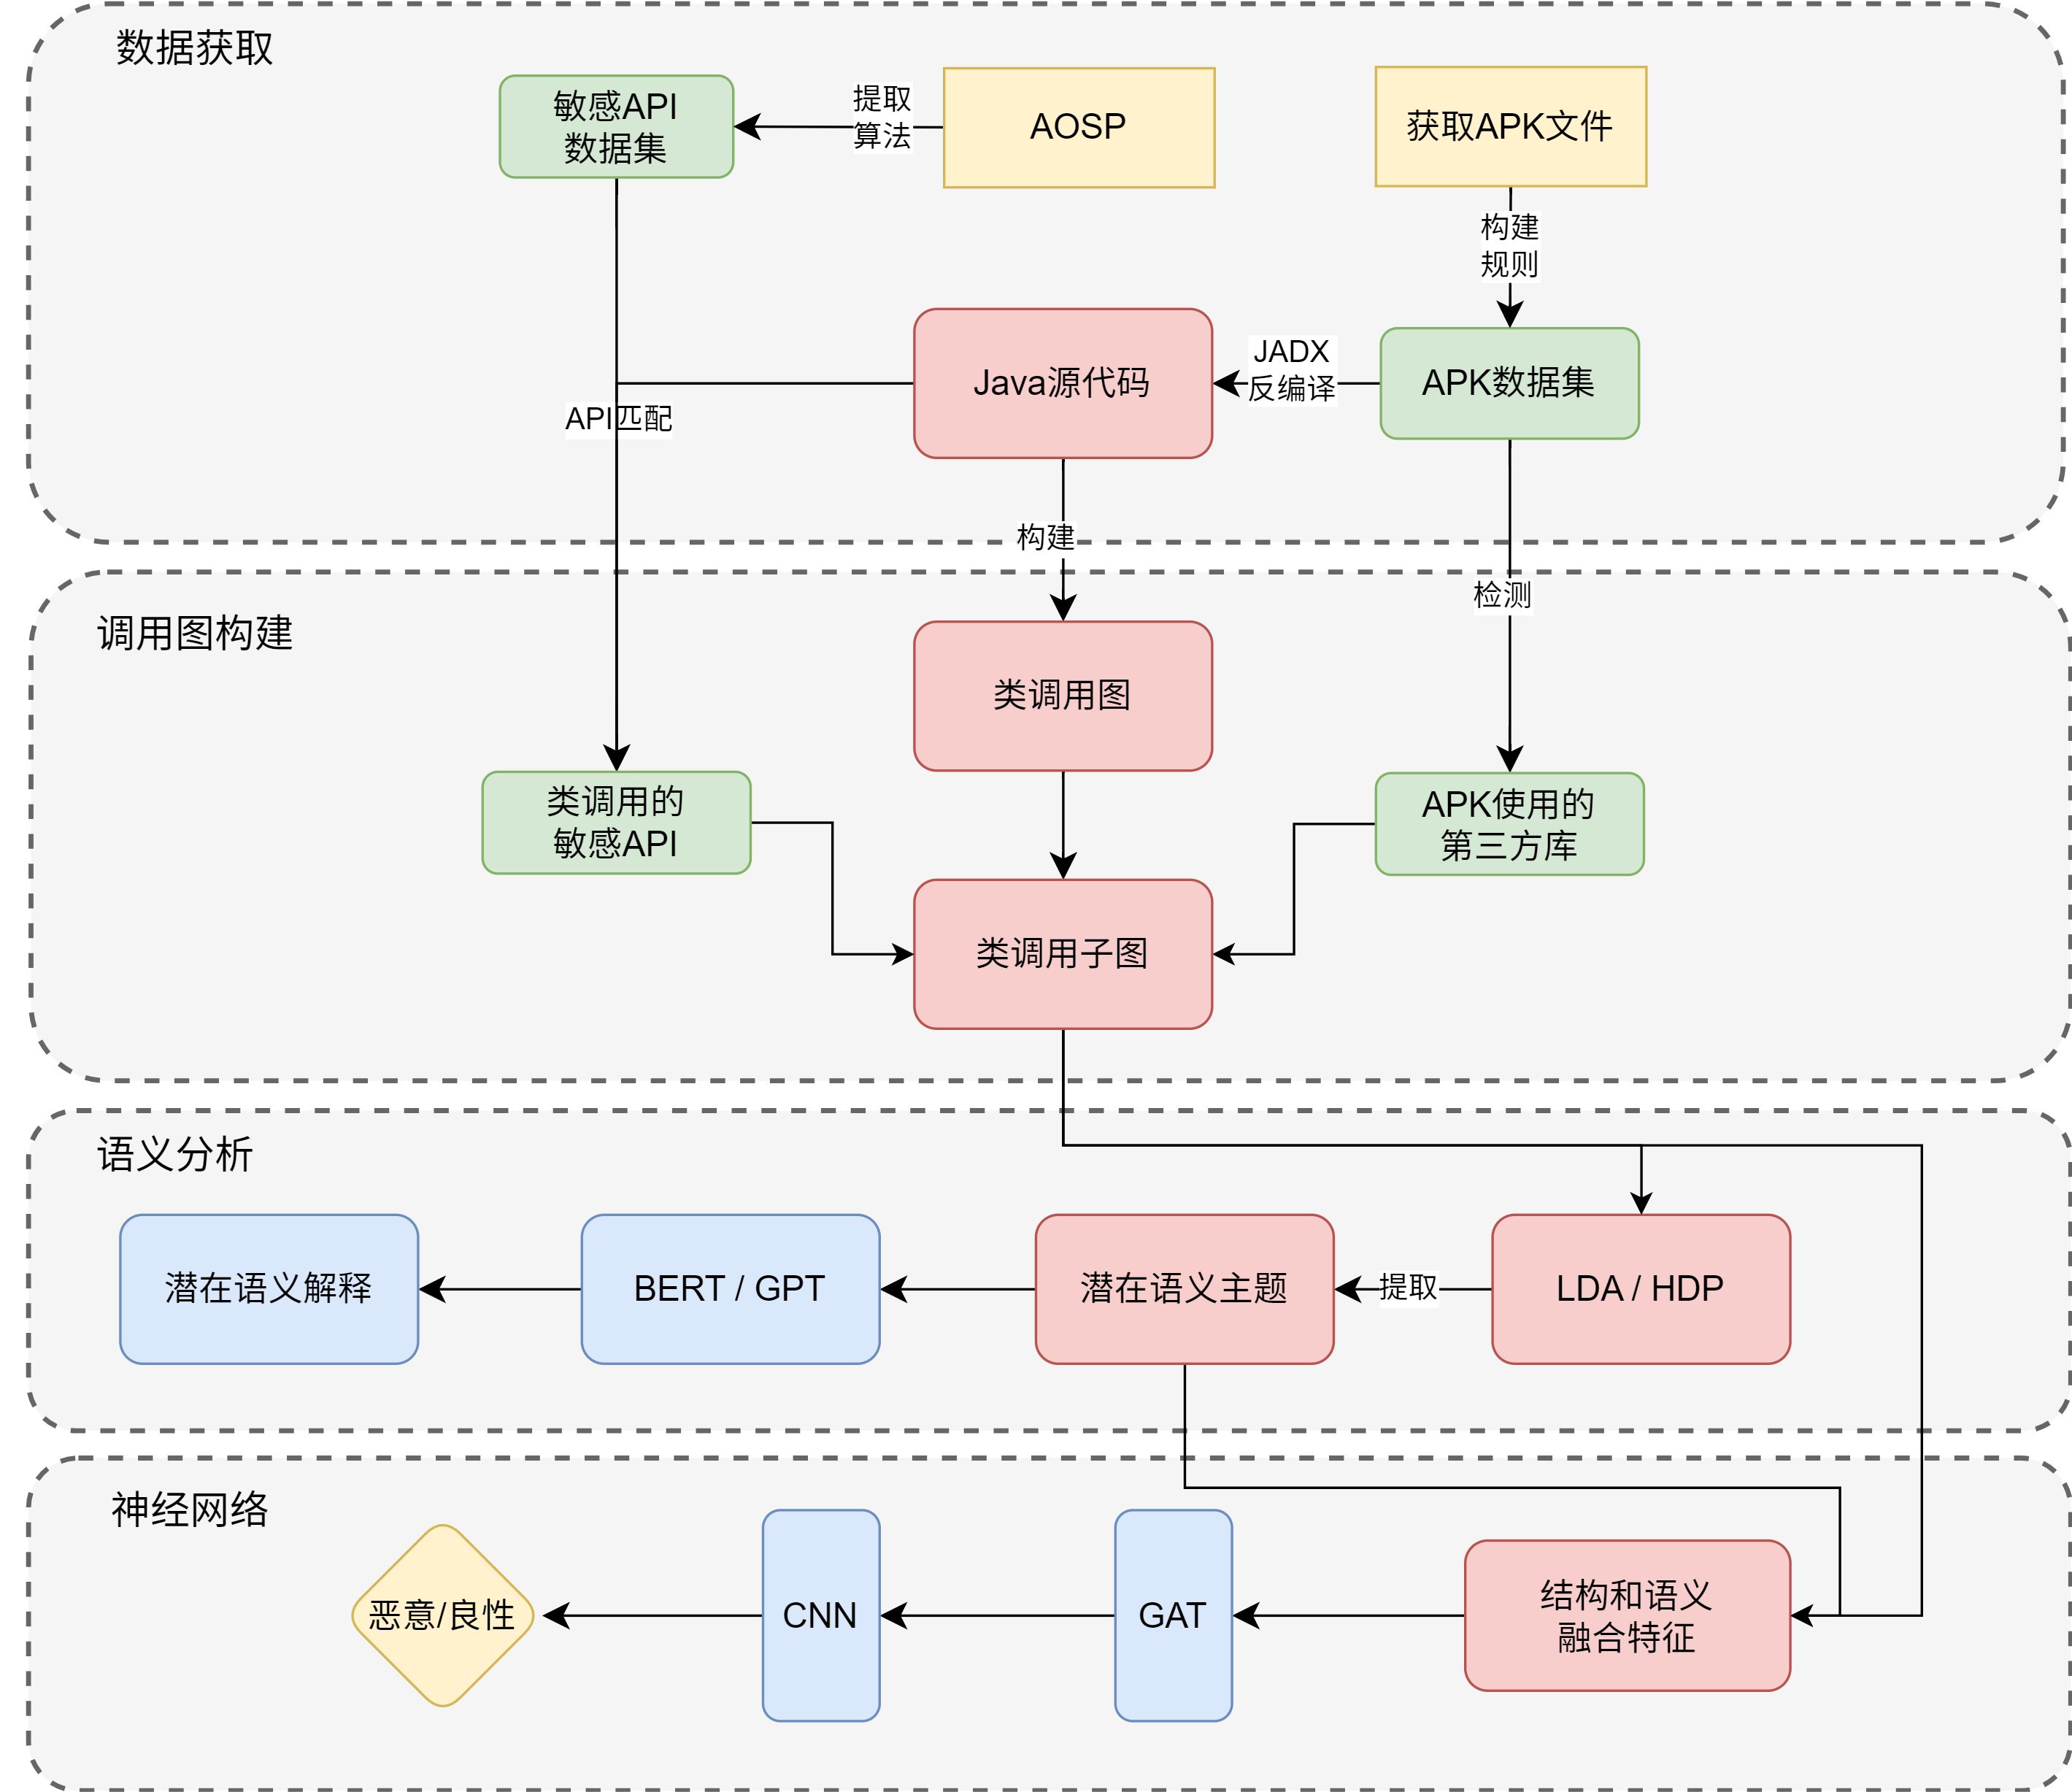 数据获取
敏感API
数据集
提取
算法
AOSP
获取APK文件
构建
规则
Java源代码
JADX
反编译
APK数据集
API匹配
构建
检测
调用图构建
类调用图
类调用的
敏感API
APK使用的
第三方库
类调用子图
语义分析
潜在语义解释
BERT / GPT
潜在语义主题
提取
LDA / HDP
神经网络
恶意/良性
CNN
GAT
结构和语义
融合特征